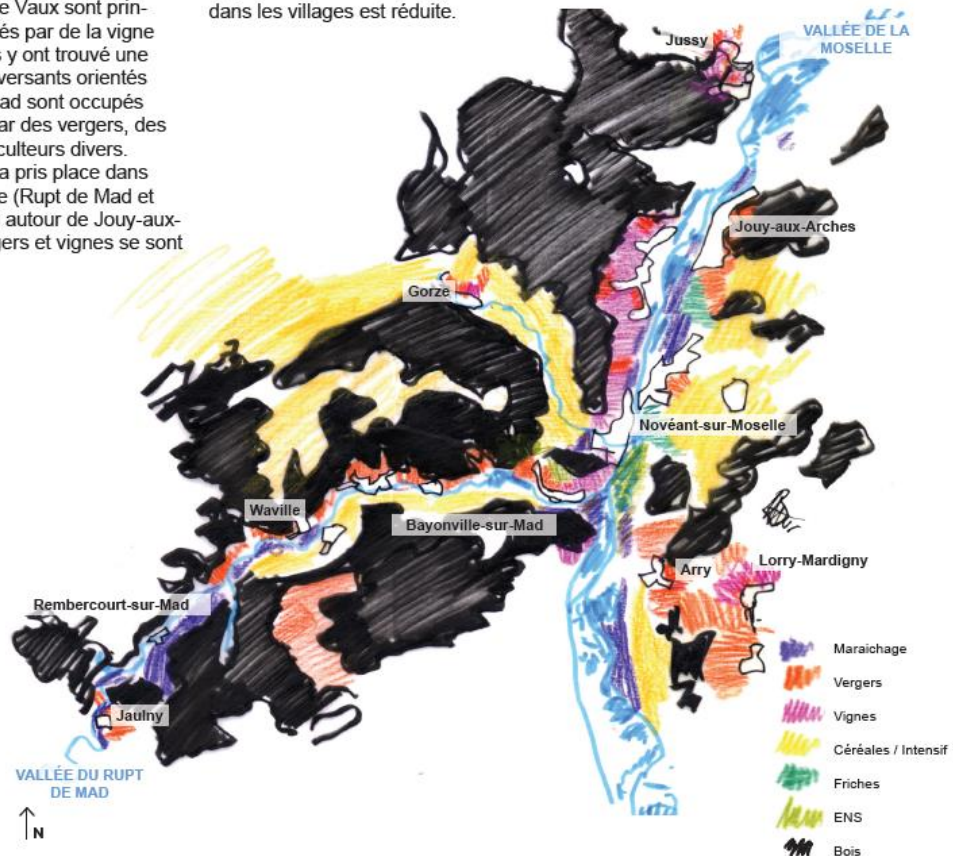 e Vaux sont prin-
és par de la vigne
s y ont trouvé une
versants orientés
ad sont occupés
ar des vergers, des
culteurs divers.
a pris place dans
e (Rupt de Mad et
autour de Jouy-aux-
gers et vignes se sont
dans les villages est réduite.
Jussy
VALLÉE DE LA
MOSELLE
Jouy-aux-Arches
Gorze
Novéant-sur-Moselle
Waville
Bayonville-sur-Mad
Arry
Lorry-Mardigny
Rembercourt-sur-Mad
Jaulny
VALLÉE DU RUPT
DE MAD
N
Maraichage
Vergers
Vignes
Céréales / Intensif
Friches
ENS
Bois